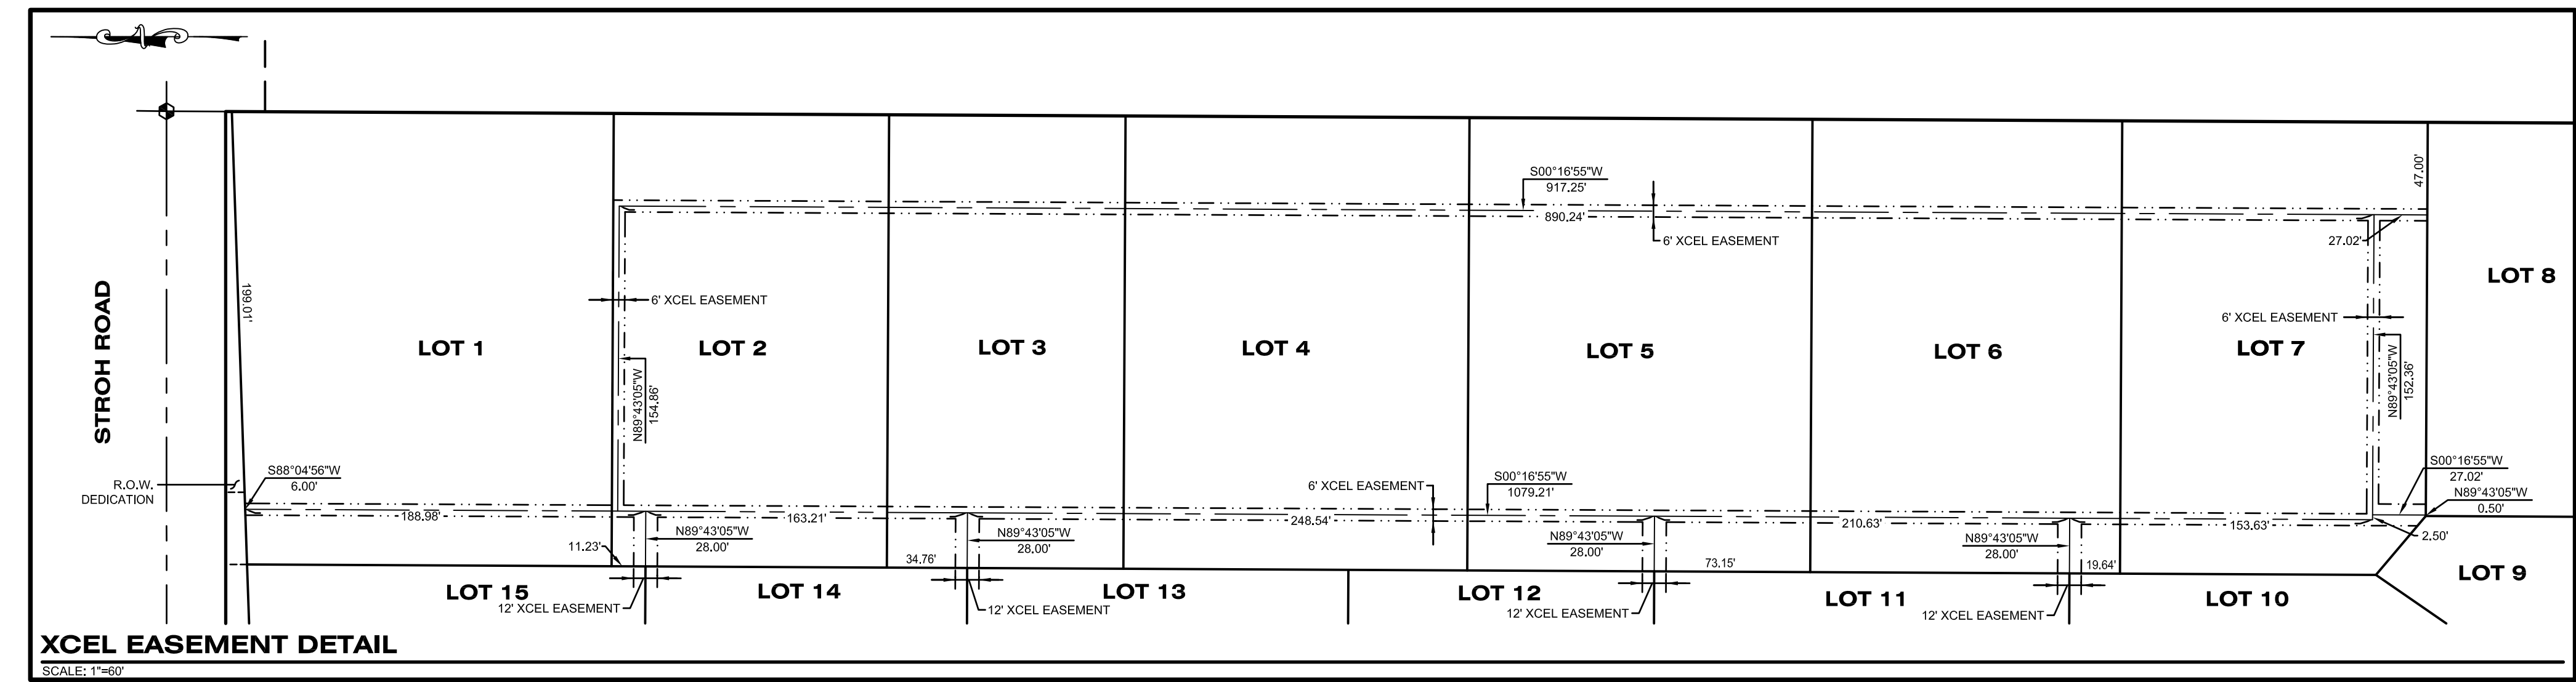 S00°16'55"W
917.25'
890.24'
6' XCEL EASEMENT
47.00'
27.02'
LOT 8
STROH ROAD
199.01'
6' XCEL EASEMENT
6' XCEL EASEMENT
LOT 1
LOT 2
LOT 3
LOT 4
LOT 5
LOT 6
LOT 7
N89°43'05"W
154.86'
N89°43'05"W
152.36'
R.O.W.
DEDICATION
S88°04'56"W
6.00'
6' XCEL EASEMENT
S00°16'55"W
1079.21'
S00°16'55"W
27.02'
N89°43'05"W
0.50'
188.98'
163.21'
248.54'
210.63'
153.63'
2.50'
11.23'
N89°43'05"W
28.00'
34.76'
N89°43'05"W
28.00'
N89°43'05"W
28.00'
73.15'
N89°43'05"W
28.00'
19.64'
LOT 15
LOT 14
LOT 13
LOT 12
LOT 11
LOT 10
LOT 9
12' XCEL EASEMENT
12' XCEL EASEMENT
12' XCEL EASEMENT
12' XCEL EASEMENT
XCEL EASEMENT DETAIL
SCALE: 1"=60'